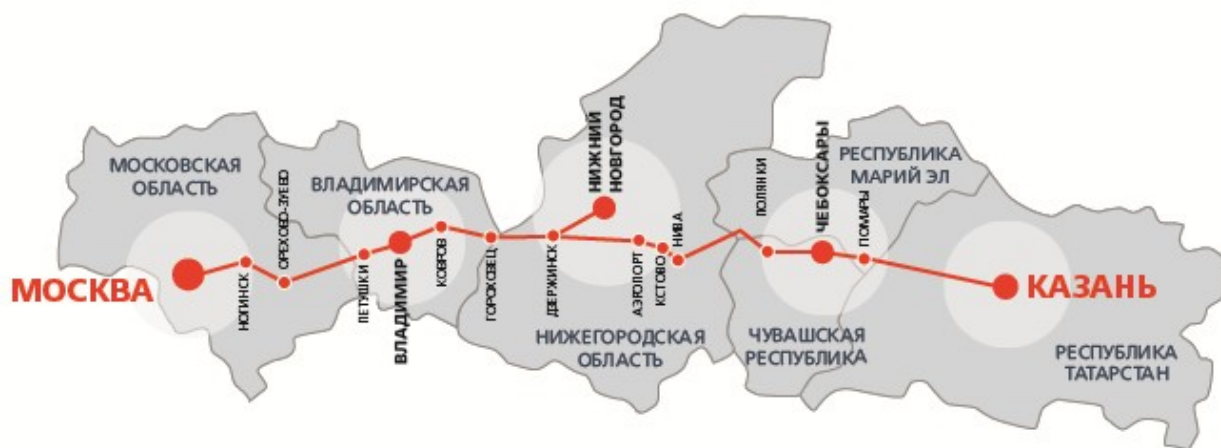 МОСКОВСКАЯ
ОБЛАСТЬ
ВЛАДИМИРСКАЯ
ОБЛАСТЬ
НИЖЕГОРОДСКАЯ
ОБЛАСТЬ
ЧУВАШСКАЯ
РЕСПУБЛИКА
РЕСПУБЛИКА
МАРИЙ ЭЛ
РЕСПУБЛИКА
ТАТАРСТАН
МОСКВА
НОГИНСК
ОРЕХОВО-ЗУЕВО
ПЕТУШКИ
ВЛАДИМИР
КОВРОВ
ГОРОХОВЕЦ
ДЗЕРЖИНСК
НИЖНИЙ
НОВГОРОД
АЭРОПОРТ
КСТОВО
НИВА
ПОЛЯНКИ
ЧЕБОКСАРЫ
ПОМАРЫ
КАЗАНЬ